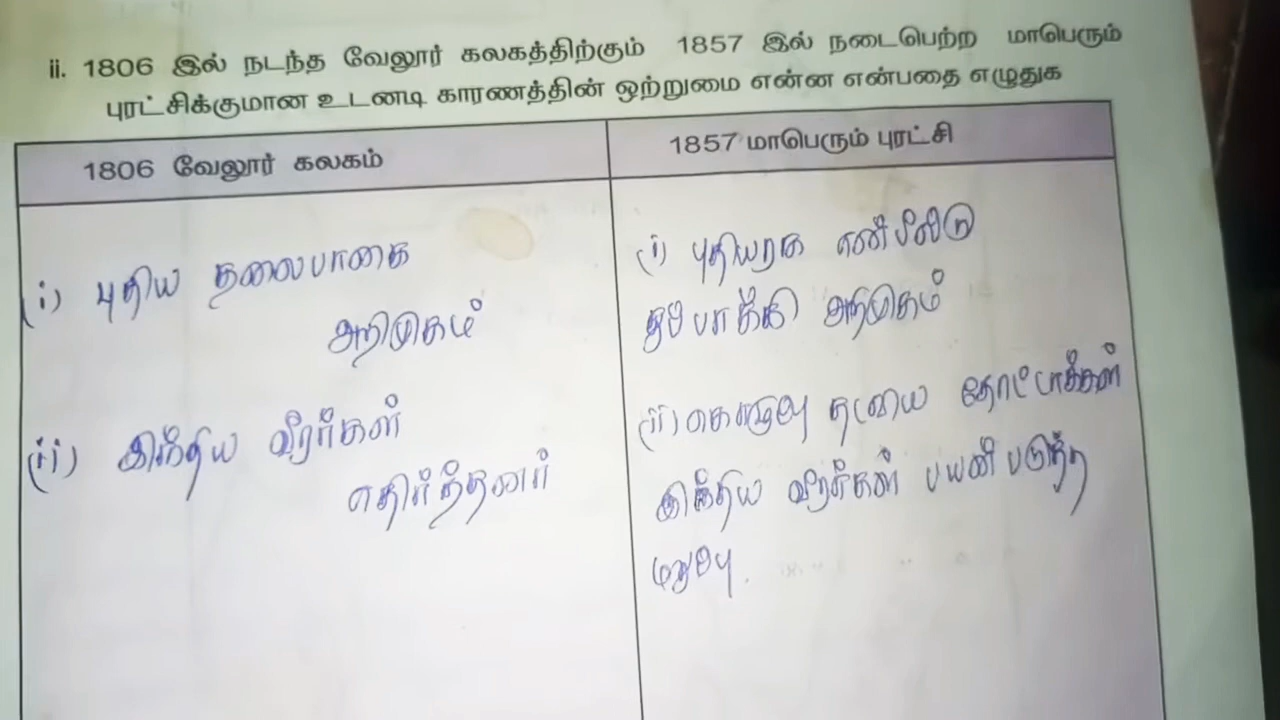 ii. 1806 இல் நடந்த வேலூர் கலகத்திற்கும் 1857 இல் நடைபெற்ற மாபெரும்
புரட்சிக்குமான உடனடி காரணத்தின் ஒற்றுமை என்ன என்பதை எழுதுக
1806 வேலூர் கலகம்
1857 மாபெரும் புரட்சி
(i) புதிய தலைபாகை
அறிமுகம்
(ii) இந்திய வீரர்கள்
எதிர்த்தனர்
(i) புதியரக என்பீல்டு
துப்பாக்கி அறிமுகம்
(ii) கொழுப்பு தடவிய தோட்டாக்கள்
இந்திய வீரர்கள் பயன்படுத்த
மறுப்பு.